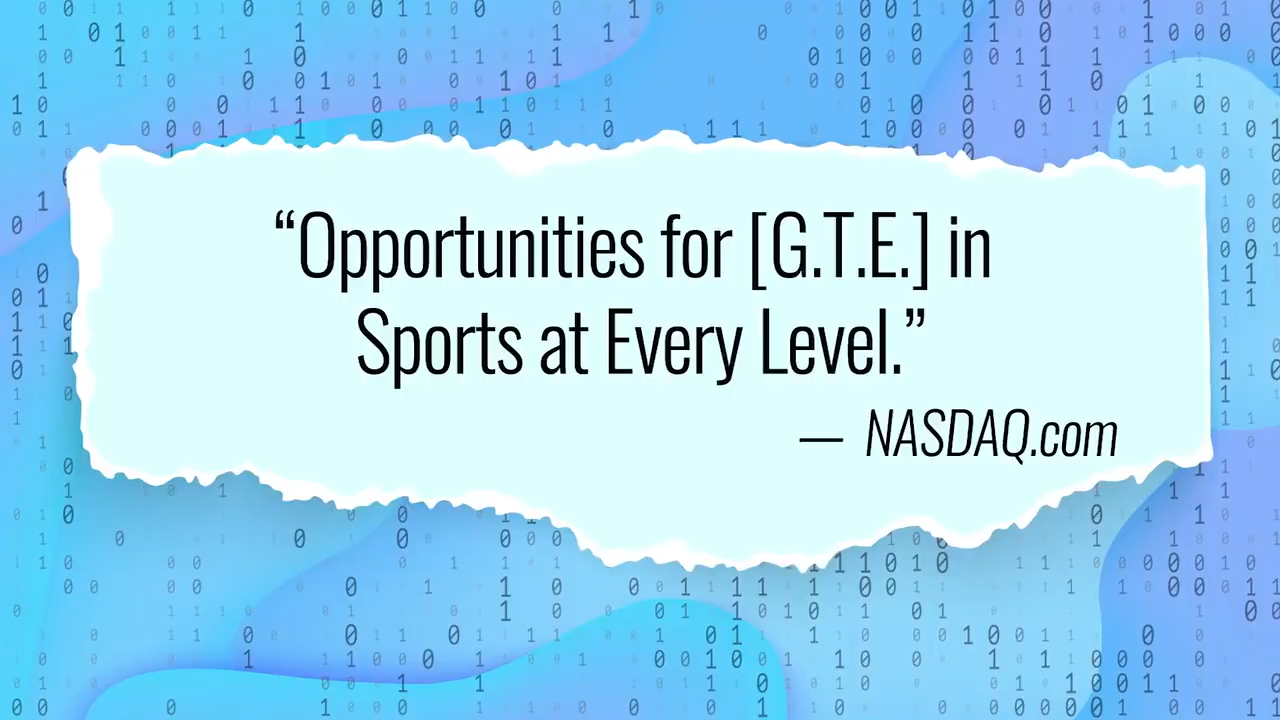 “Opportunities for [G.T.E.] in
Sports at Every Level.”
— NASDAQ.com